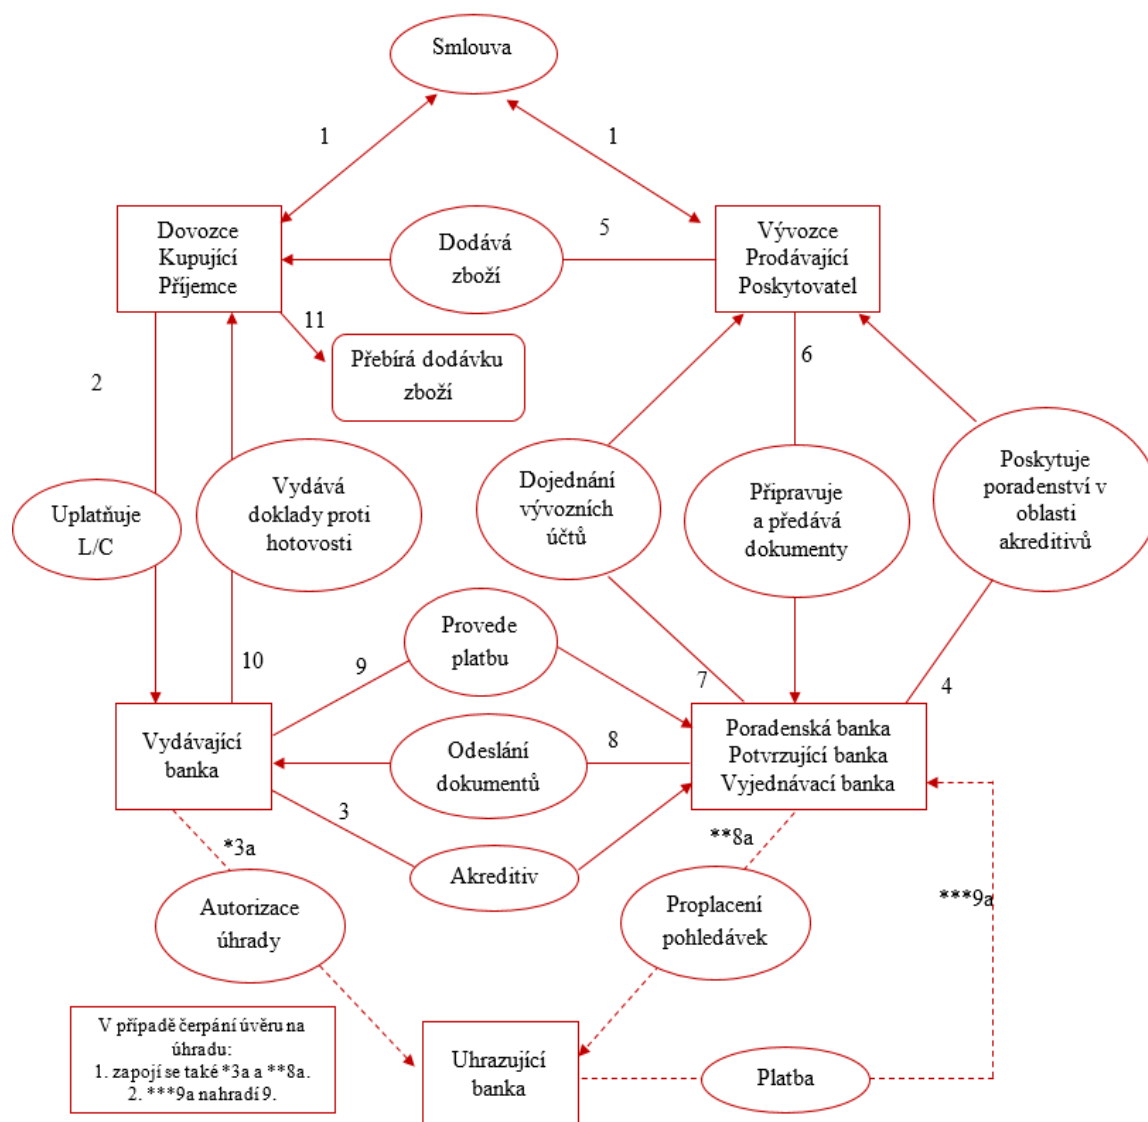 Smlouva
1
1
Dovozce
Kupující
Příjemce
Dodává
zboží
5
Vývozce
Prodávající
Poskytovatel
11
Přebírá dodávku
zboží
2
6
Uplatňuje
L/C
Vydává
doklady proti
hotovosti
Dojednání
vývozních
účtů
Připravuje
a předává
dokumenty
Poskytuje
poradenství v
oblasti
akreditivů
10
9
Provede
platbu
7
4
Vydávající
banka
Odeslání
dokumentů
8
Poradenská banka
Potvrzující banka
Vyjednávací banka
3
Akreditiv
*3a
**8a
***9a
Autorizace
úhrady
Proplacení
pohledávek
V případě čerpání úvěru na
úhradu:
1. zapojí se také *3a a **8a.
2. ***9a nahradí 9.
Uhrazující
banka
Platba